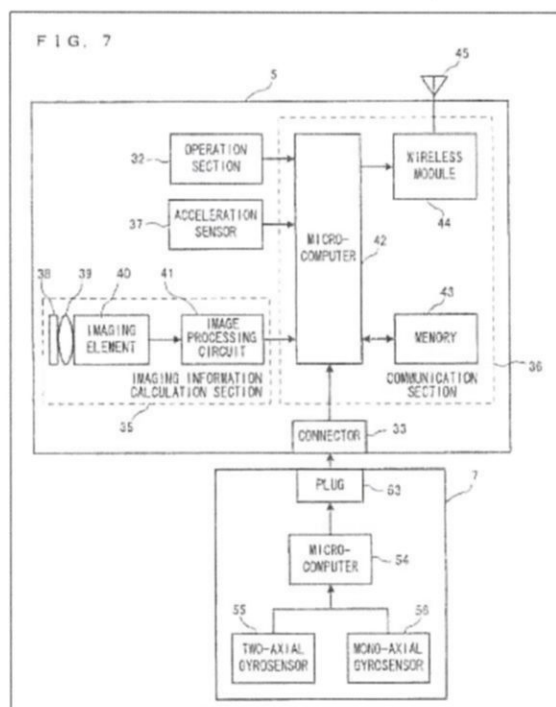 FIG. 7
45
5
32
OPERATION
SECTION
37
ACCELERATION
SENSOR
MICRO-
COMPUTER
42
WIRELESS
MODULE
44
38
39
40
41
IMAGING
ELEMENT
IMAGE
PROCESSING
CIRCUIT
43
MEMORY
IMAGING INFORMATION
CALCULATION SECTION
35
COMMUNICATION
SECTION
36
CONNECTOR
33
PLUG
53
7
MICRO-
COMPUTER
54
55
56
TWO-AXIAL
GYROSENSOR
MONO-AXIAL
GYROSENSOR